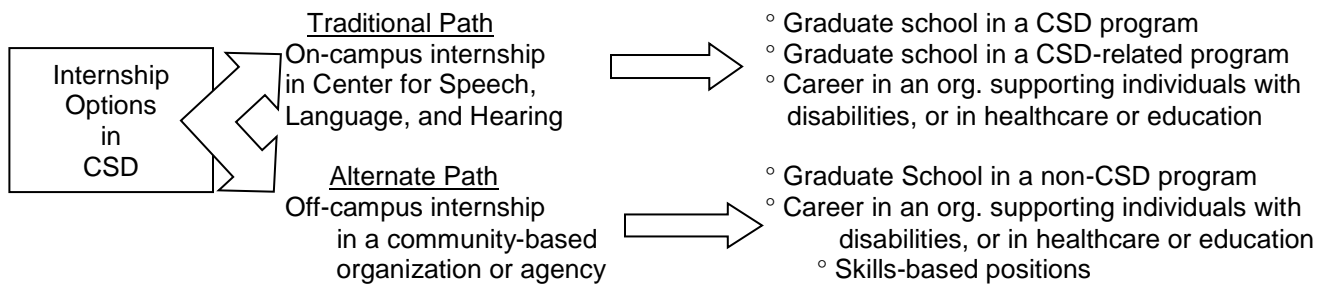 Internship
Options
in
CSD
Traditional Path
On-campus internship
in Center for Speech,
Language, and Hearing
° Graduate school in a CSD program
° Graduate school in a CSD-related program
° Career in an org. supporting individuals with
disabilities, or in healthcare or education
Alternate Path
Off-campus internship
in a community-based
organization or agency
° Graduate School in a non-CSD program
° Career in an org. supporting individuals with
disabilities, or in healthcare or education
° Skills-based positions